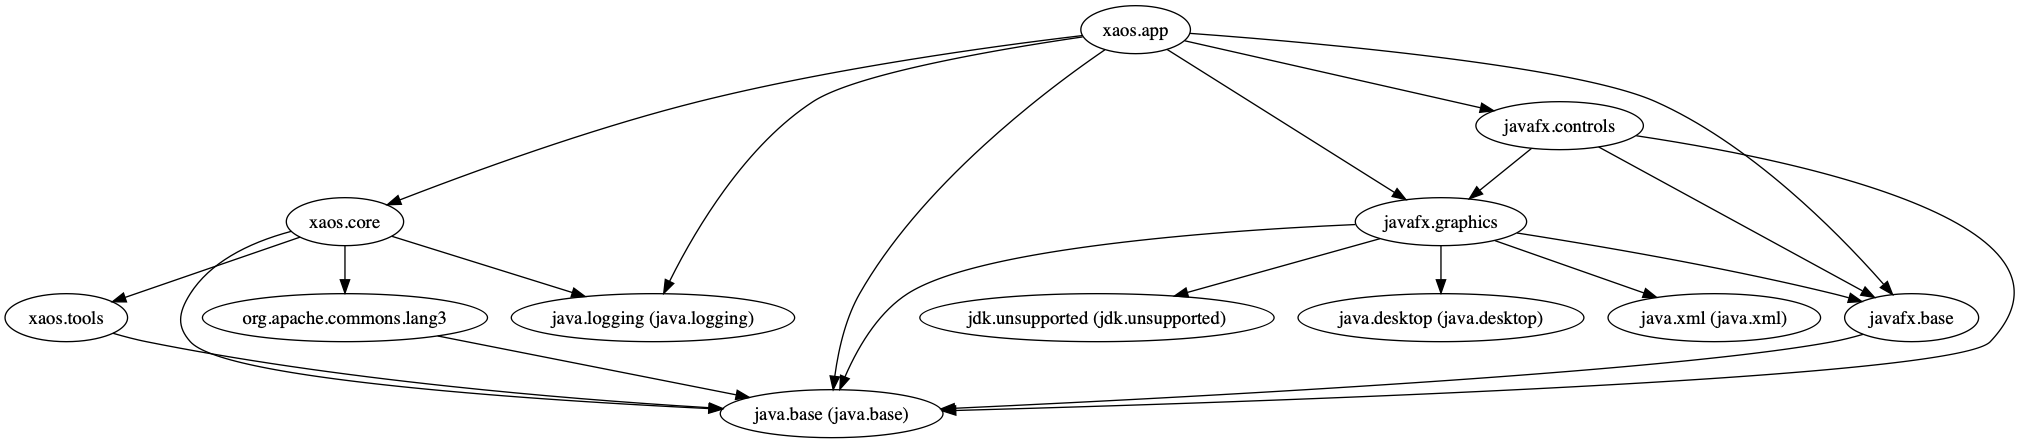 xaos.app
javafx.controls
xaos.core
javafx.graphics
xaos.tools
org.apache.commons.lang3
java.logging (java.logging)
jdk.unsupported (jdk.unsupported)
java.desktop (java.desktop)
java.xml (java.xml)
javafx.base
java.base (java.base)